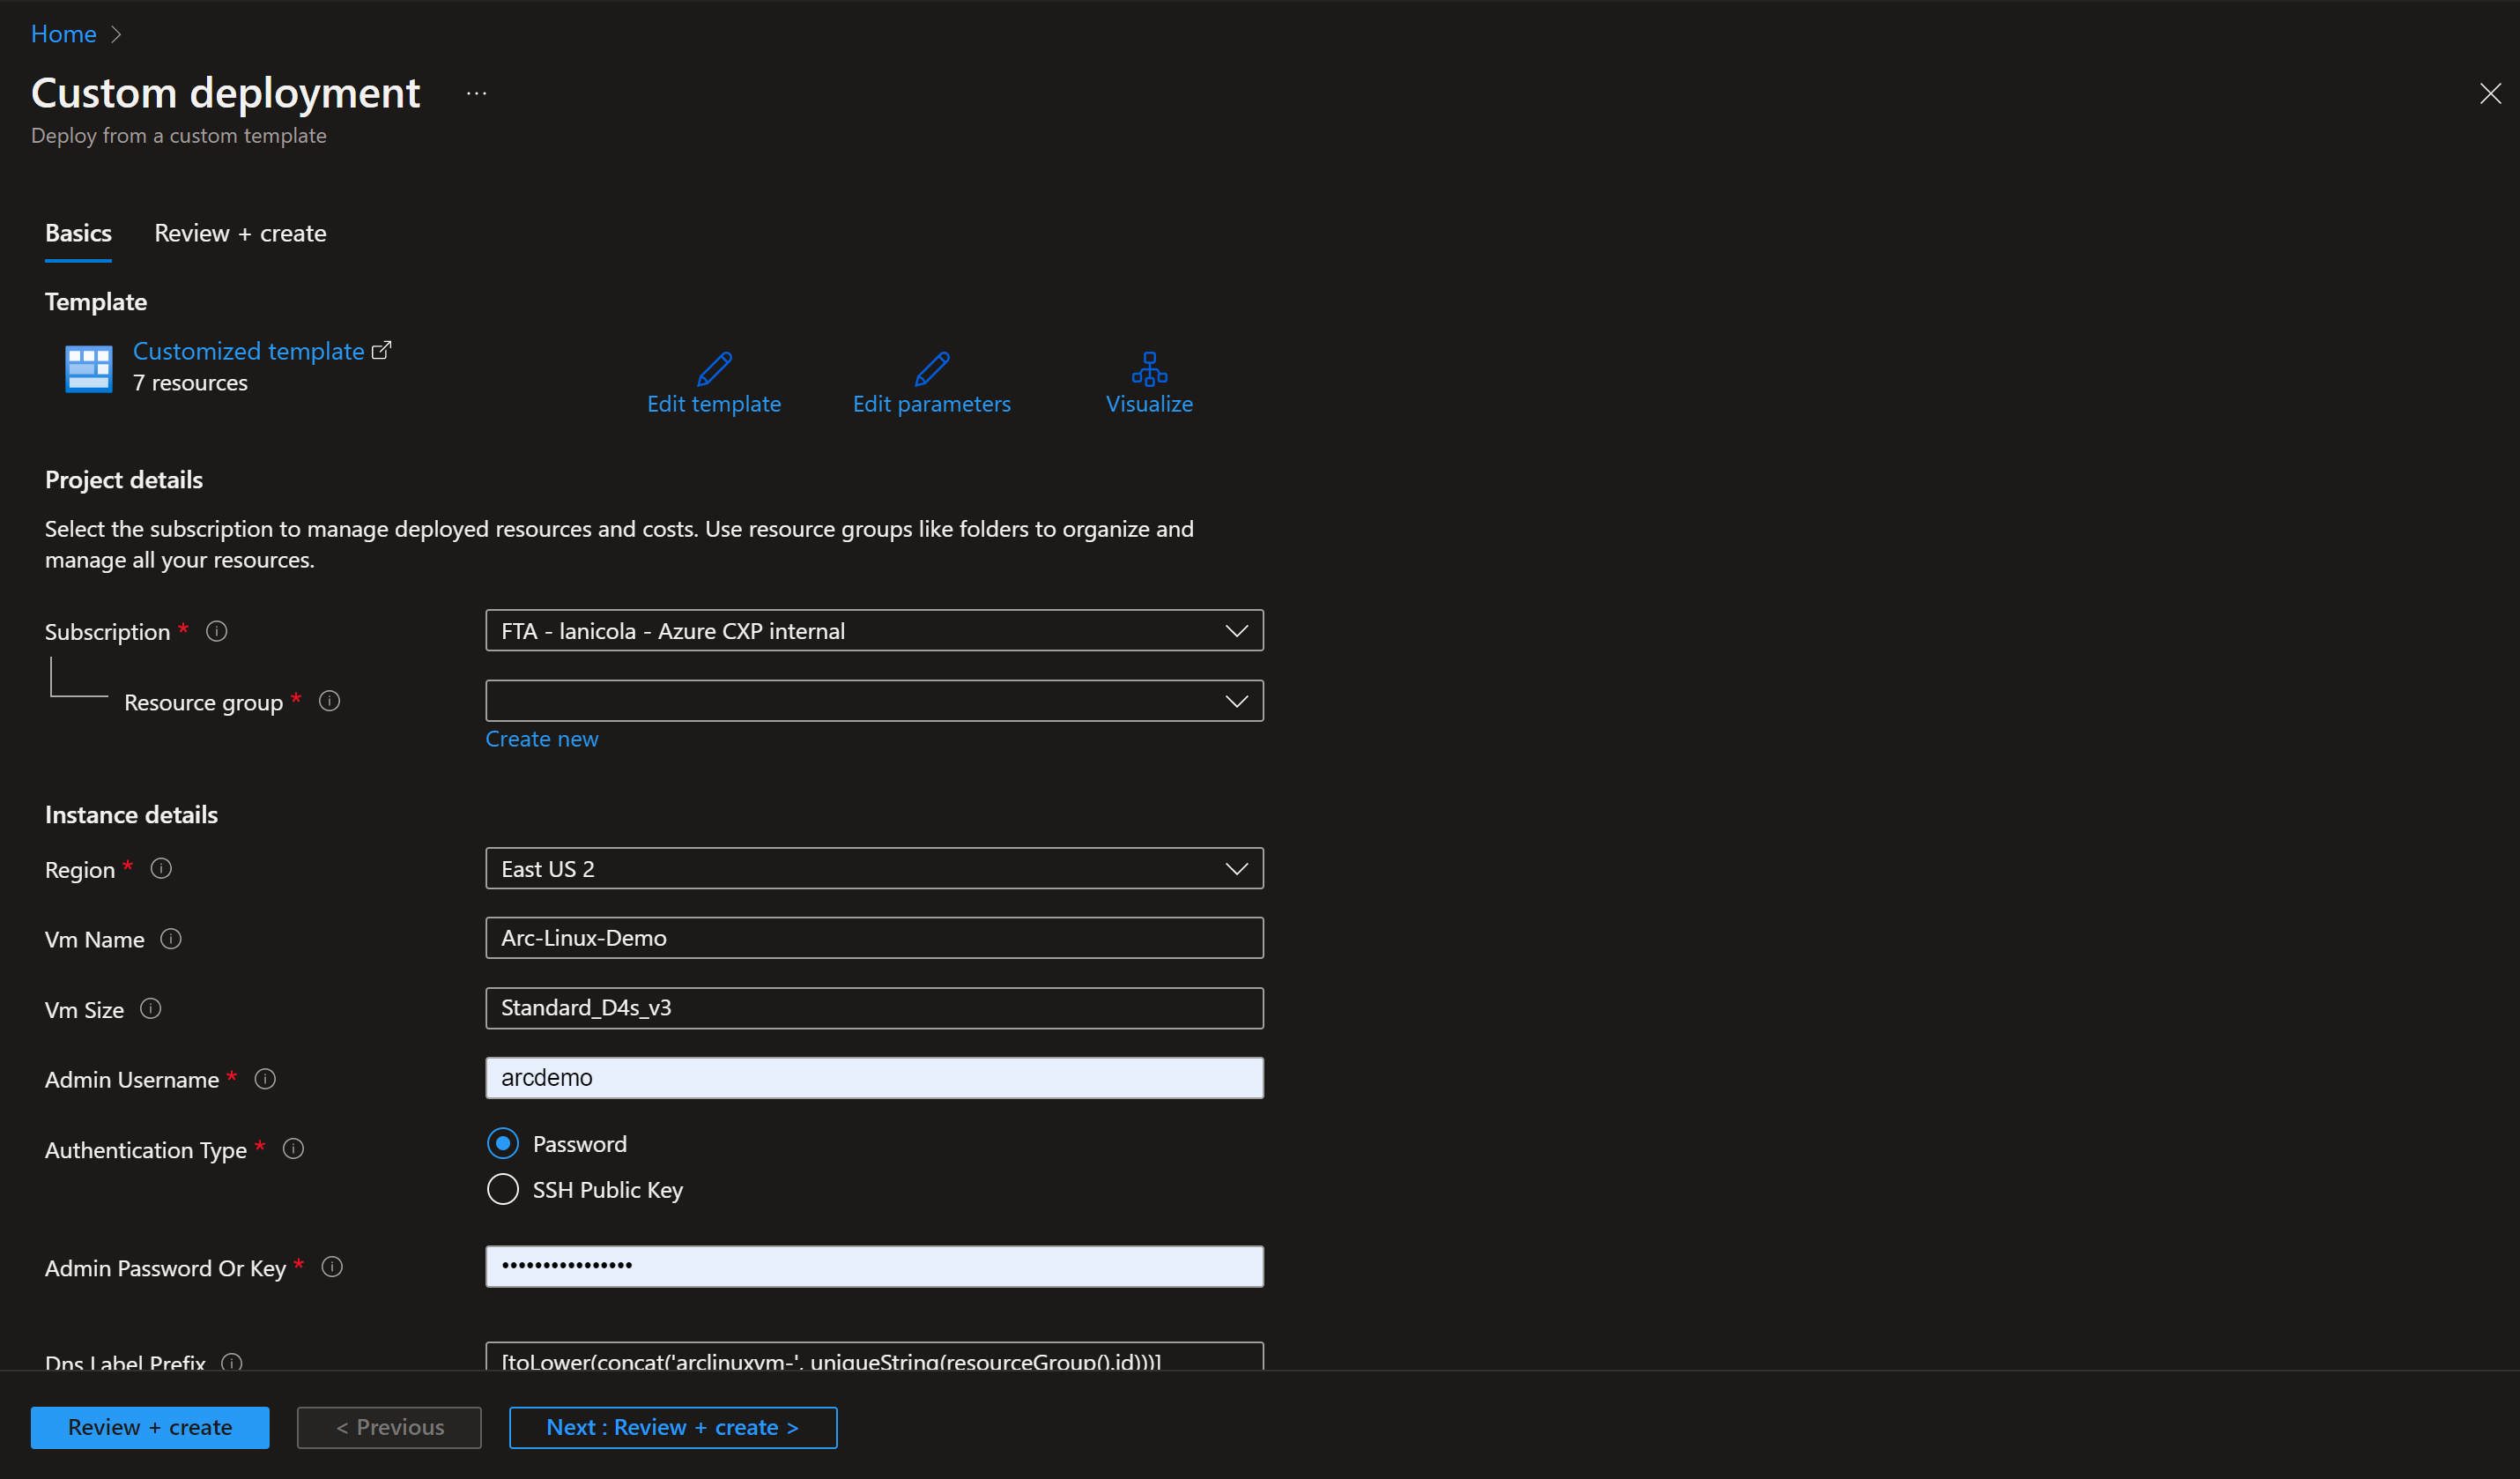 Home
Custom deployment ...
Deploy from a custom template
Basics Review + create
Template
Customized template
7 resources
Edit template Edit parameters Visualize
Project details
Select the subscription to manage deployed resources and costs. Use resource groups like folders to organize and
manage all your resources.
Subscription * FTA - lanicola - Azure CXP internal
Resource group *
Create new
Instance details
Region * East US 2
Vm Name Arc-Linux-Demo
Vm Size Standard_D4s_v3
Admin Username * arcdemo
Authentication Type * Password
SSH Public Key
Admin Password Or Key * ••••••••••••••••
Dns Label Prefix [toLower(concat('arclinuxvm-', uniqueString(resourceGroup().id)))]
Review + create < Previous Next : Review + create >